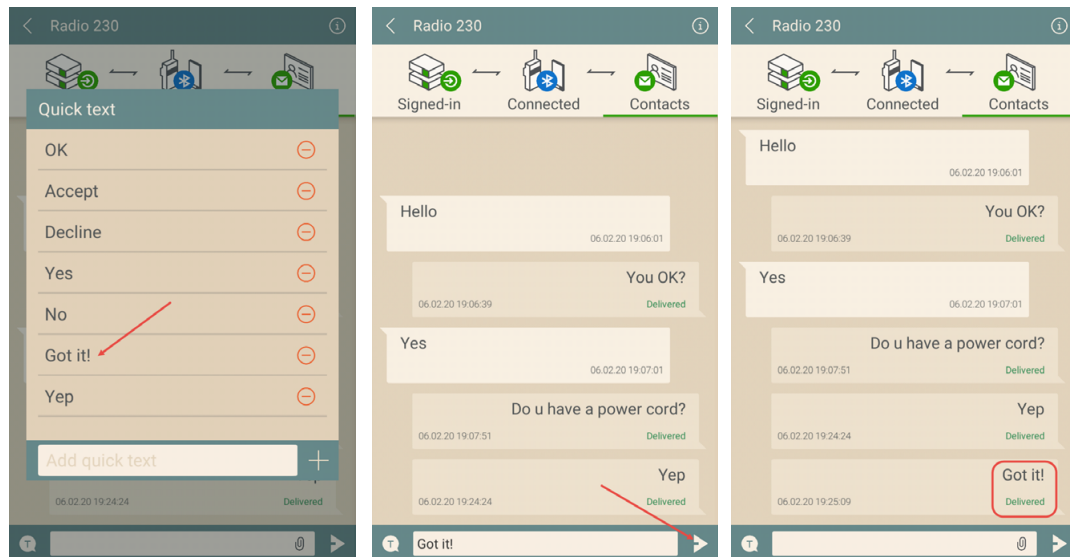 Radio 230
Quick text
OK
Accept
Decline
Yes
No
Got it!
Yep
Add quick text
06.02.20 19:24:24
Delivered
T
Radio 230
Signed-in
Connected
Contacts
Hello
06.02.20 19:06:01
You OK?
06.02.20 19:06:39
Delivered
Yes
06.02.20 19:07:01
Do u have a power cord?
06.02.20 19:07:51
Delivered
Yep
06.02.20 19:24:24
Delivered
T
Got it!
Radio 230
Signed-in
Connected
Contacts
Hello
06.02.20 19:06:01
You OK?
06.02.20 19:06:39
Delivered
Yes
06.02.20 19:07:01
Do u have a power cord?
06.02.20 19:07:51
Delivered
Yep
06.02.20 19:24:24
Delivered
Got it!
06.02.20 19:25:09
Delivered
T